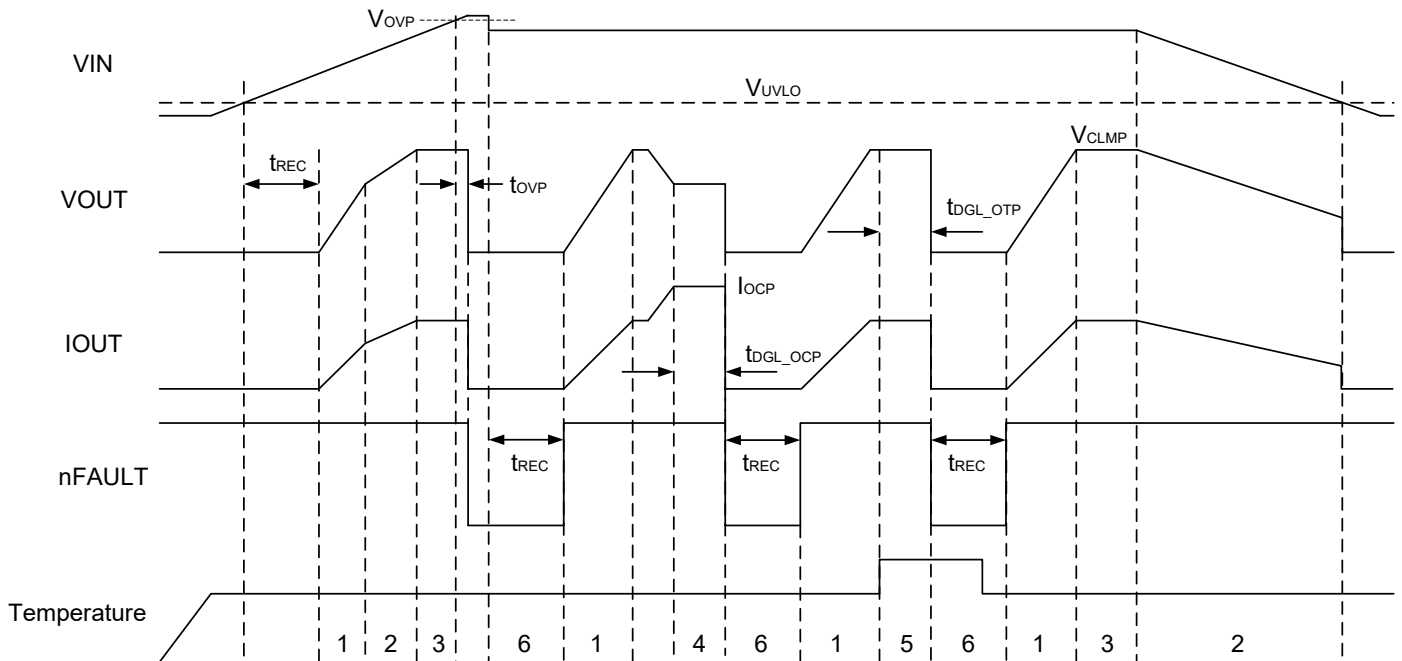 VOVP
VIN
VUVLO
VCLMP
tREC
tOVP
VOUT
tDGL_OTP
IOCP
IOUT
tDGL_OCP
tREC
tREC
tREC
nFAULT
Temperature
1 2 3 6 1 4 6 1 5 6 1 3 2